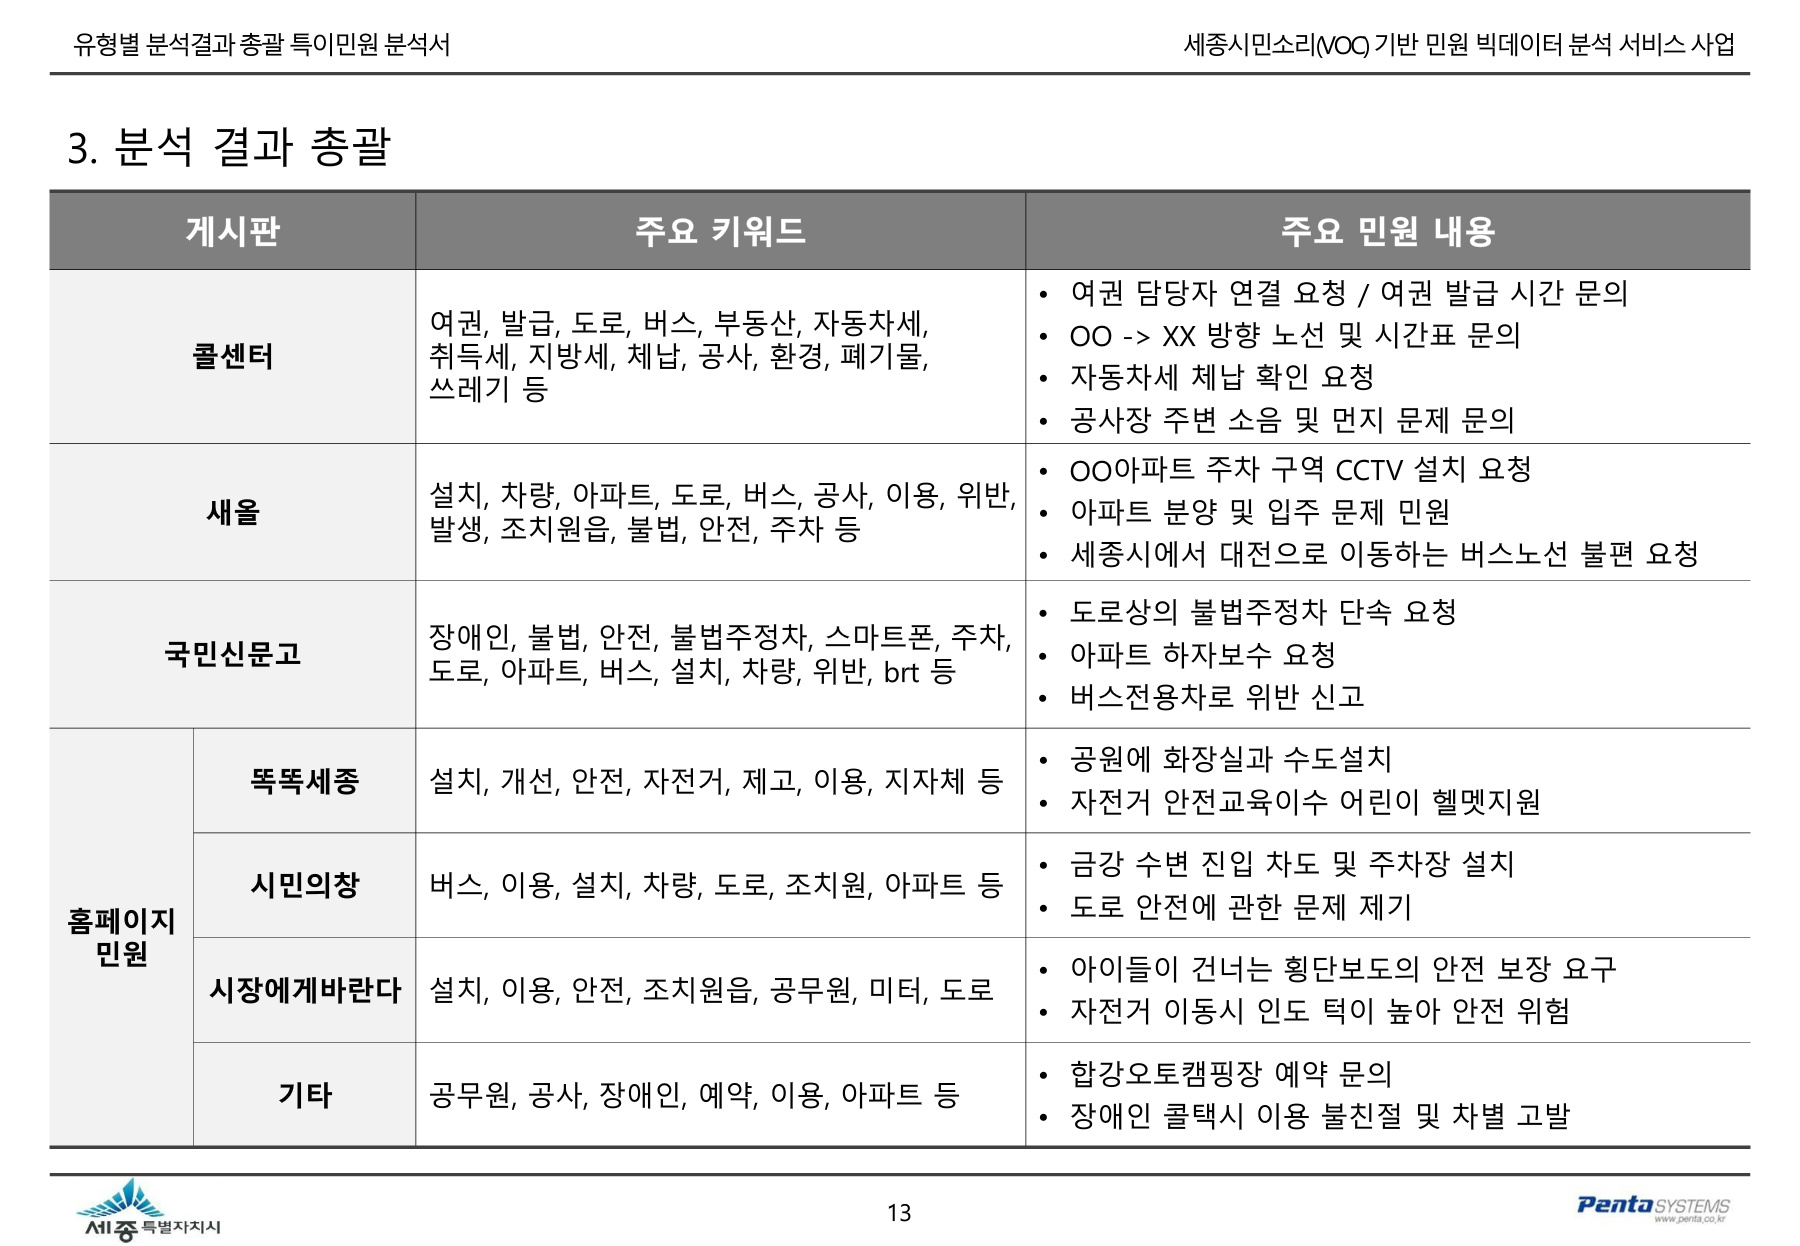 유형별 분석결과 총괄 특이민원 분석서
세종시민소리(VOC) 기반 민원 빅데이터 분석 서비스 사업
3. 분석 결과 총괄
게시판
주요 키워드
주요 민원 내용
콜센터
여권, 발급, 도로, 버스, 부동산, 자동차세,
취득세, 지방세, 체납, 공사, 환경, 폐기물,
쓰레기 등
• 여권 담당자 연결 요청 / 여권 발급 시간 문의
• OO -> XX 방향 노선 및 시간표 문의
• 자동차세 체납 확인 요청
• 공사장 주변 소음 및 먼지 문제 문의
새올
설치, 차량, 아파트, 도로, 버스, 공사, 이용, 위반,
발생, 조치원읍, 불법, 안전, 주차 등
• OO아파트 주차 구역 CCTV 설치 요청
• 아파트 분양 및 입주 문제 민원
• 세종시에서 대전으로 이동하는 버스노선 불편 요청
국민신문고
장애인, 불법, 안전, 불법주정차, 스마트폰, 주차,
도로, 아파트, 버스, 설치, 차량, 위반, brt 등
• 도로상의 불법주정차 단속 요청
• 아파트 하자보수 요청
• 버스전용차로 위반 신고
홈페이지
민원
똑똑세종
설치, 개선, 안전, 자전거, 제고, 이용, 지자체 등
• 공원에 화장실과 수도설치
• 자전거 안전교육이수 어린이 헬멧지원
시민의창
버스, 이용, 설치, 차량, 도로, 조치원, 아파트 등
• 금강 수변 진입 차도 및 주차장 설치
• 도로 안전에 관한 문제 제기
시장에게바란다
설치, 이용, 안전, 조치원읍, 공무원, 미터, 도로
• 아이들이 건너는 횡단보도의 안전 보장 요구
• 자전거 이동시 인도 턱이 높아 안전 위험
기타
공무원, 공사, 장애인, 예약, 이용, 아파트 등
• 합강오토캠핑장 예약 문의
• 장애인 콜택시 이용 불친절 및 차별 고발
세종특별자치시
13
Penta SYSTEMS
www.penta.co.kr